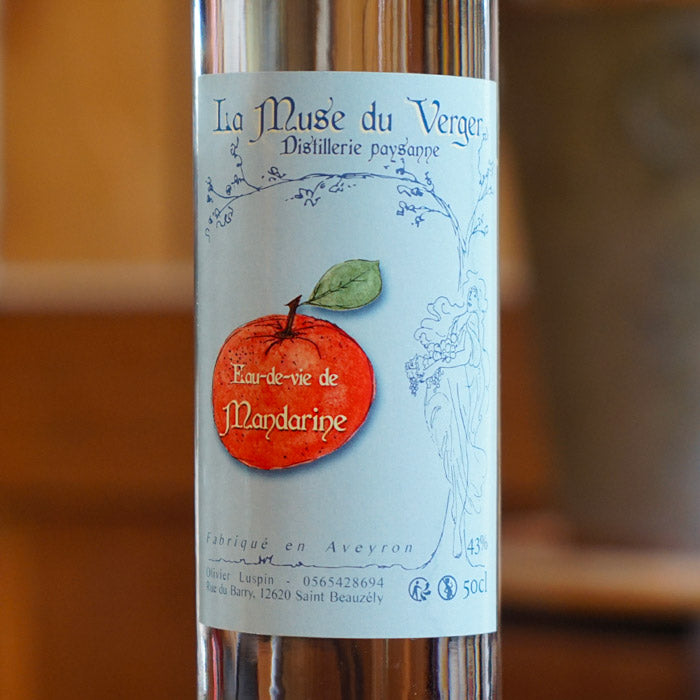 La Muse du Verger
Distillerie paysanne
Eau-de-vie de
Mandarine
Fabriqué en Aveyron
43%
Olivier Luspin - 0565428694
Rue du Barry, 12620 Saint Beauzély
50cl